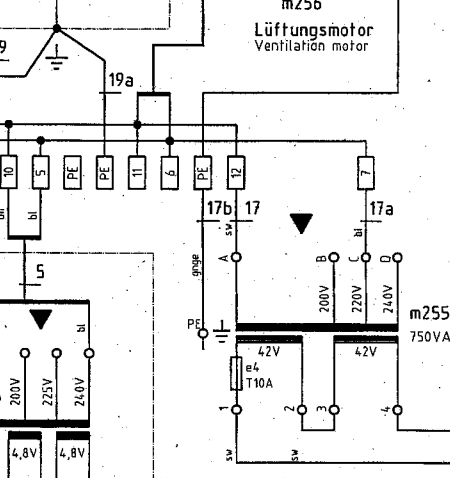 m256
Lüftungsmotor
Ventilation motor
9
19a
10
5
PE
PE
11
6
PE
12
7
bl
17b
17
17a
sw
bl
gnge
A
B
C
D
5
200V
220V
240V
m255
PE
750VA
42V
42V
bl
e4
T10A
200V
225V
240V
1
2
3
4
4,8V
4,8V
sw
sw